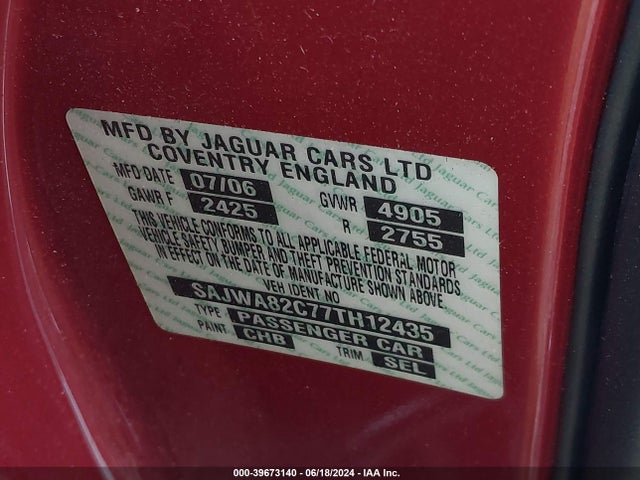 MFD BY JAGUAR CARS LTD
COVENTRY ENGLAND
MFD DATE 07/06 GVWR 4905
GAWR F 2425 R 2755
THIS VEHICLE CONFORMS TO ALL APPLICABLE FEDERAL MOTOR
VEHICLE SAFETY BUMPER AND THEFT PREVENTION STANDARDS
IN EFFECT ON THE DATE OF MANUFACTURE SHOWN ABOVE.
VEH IDENT NO
SAJWA82C77TH12435
TYPE PASSENGER CAR
PAINT CHB TRIM SEL
000-39673140 - 06/18/2024 - IAA Inc.